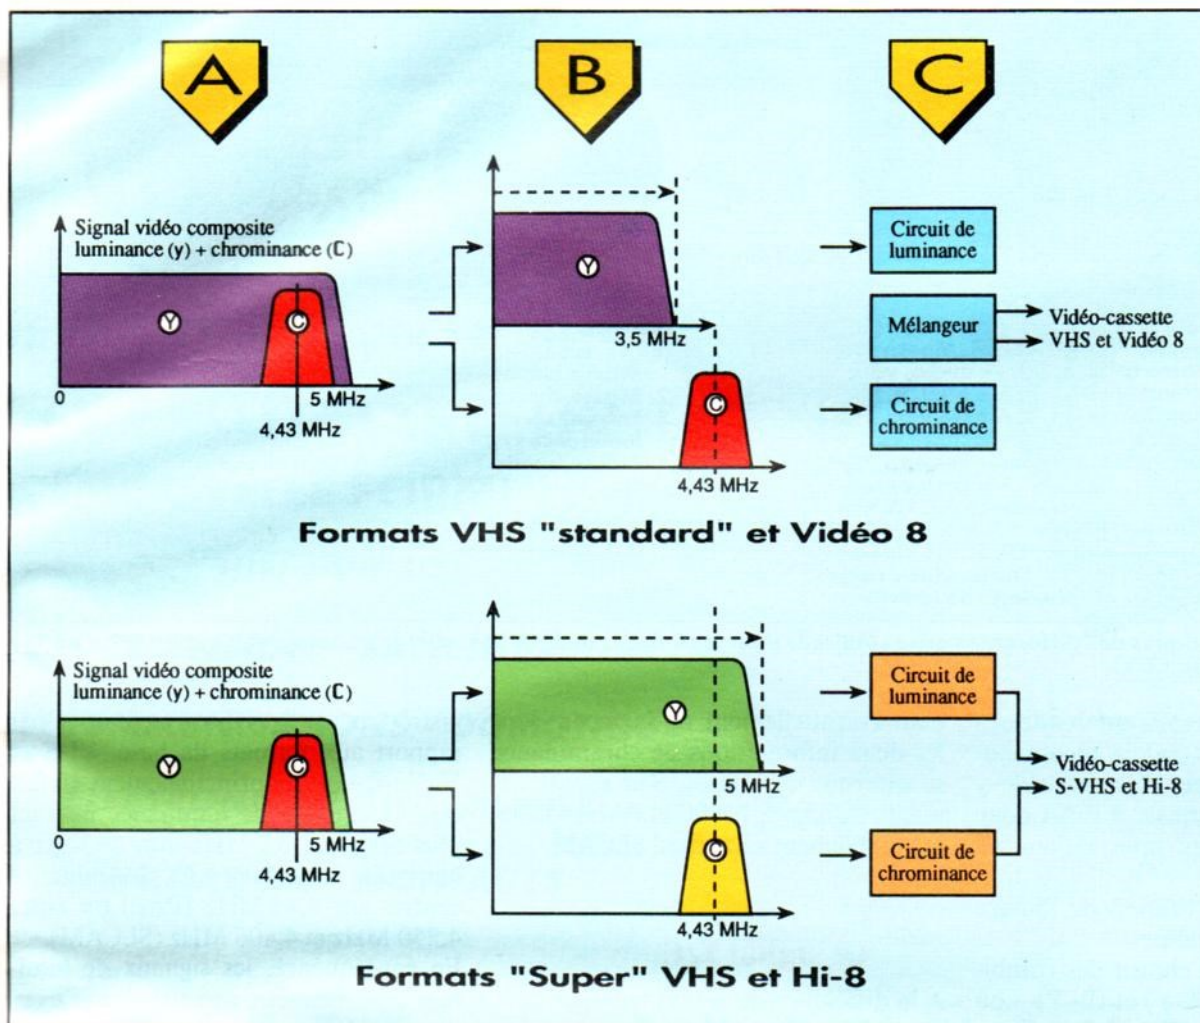 A
B
C
Signal vidéo composite
luminance (y) + chrominance (C)
Y
C
0
5 MHz
4,43 MHz
Y
3,5 MHz
C
4,43 MHz
Circuit de
luminance
Mélangeur
Circuit de
chrominance
Vidéo-cassette
VHS et Vidéo 8
Formats VHS "standard" et Vidéo 8
Signal vidéo composite
luminance (y) + chrominance (C)
Y
C
0
5 MHz
4,43 MHz
Y
5 MHz
C
4,43 MHz
Circuit de
luminance
Circuit de
chrominance
Vidéo-cassette
S-VHS et Hi-8
Formats "Super" VHS et Hi-8